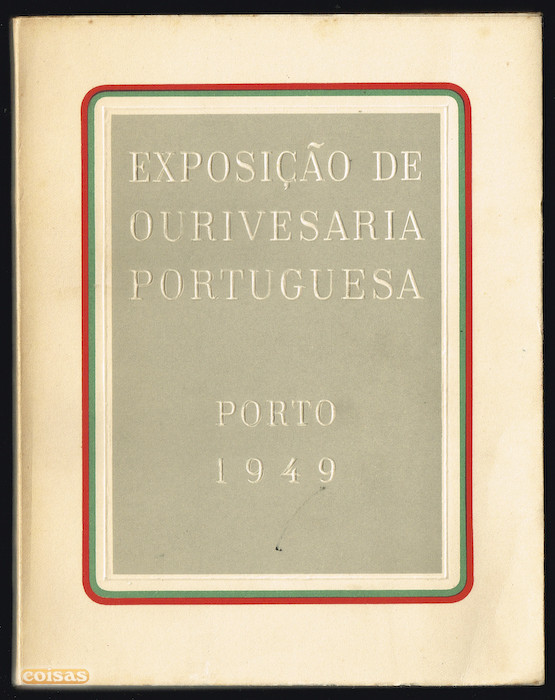 EXPOSIÇÃO DE
OURIVESARIA
PORTUGUESA
PORTO
1949
coisas